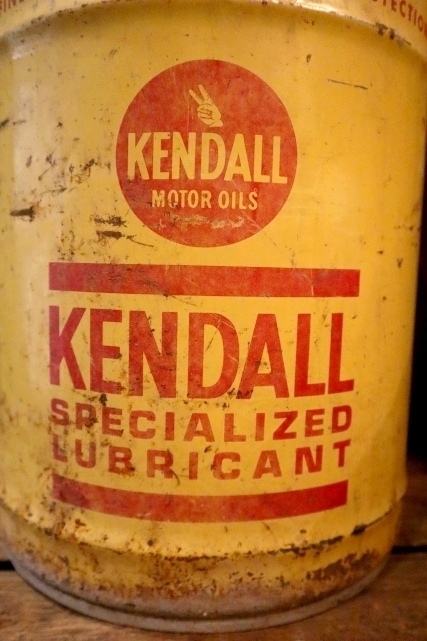 KENDALL
MOTOR OILS
KENDALL
SPECIALIZED
LUBRICANT